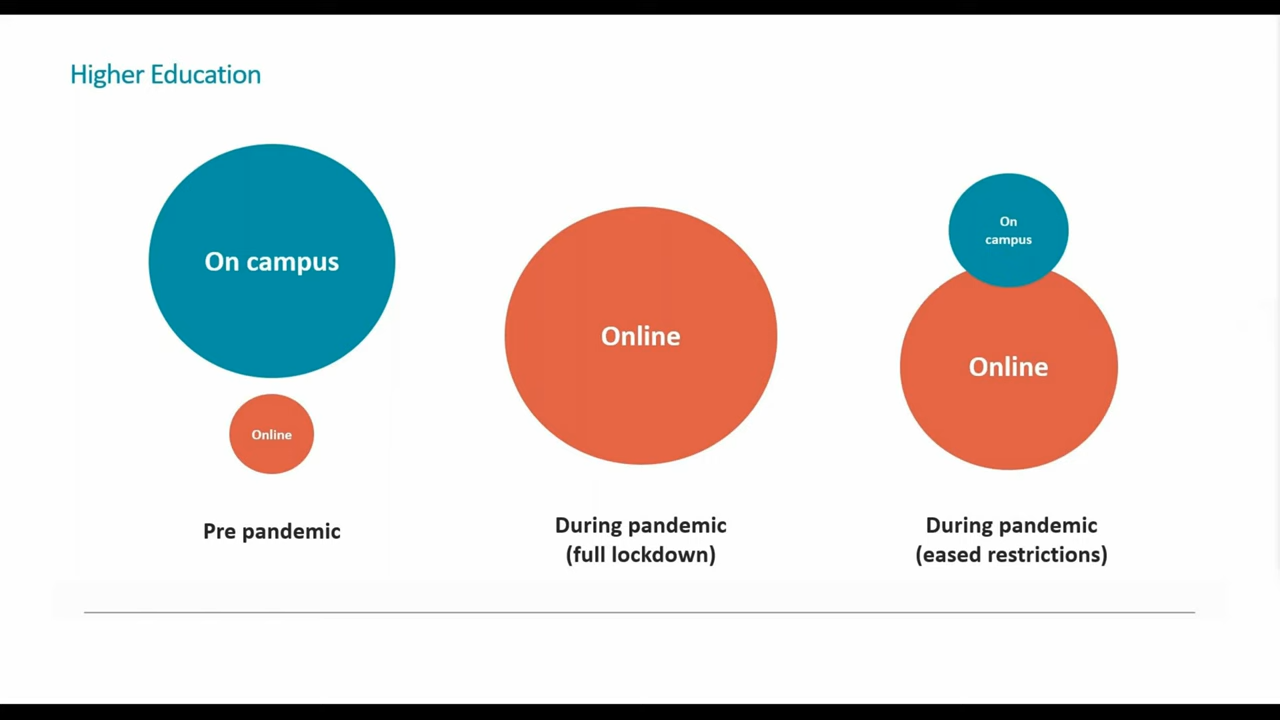 Higher Education
On campus
Online
Pre pandemic
Online
During pandemic
(full lockdown)
On
campus
Online
During pandemic
(eased restrictions)